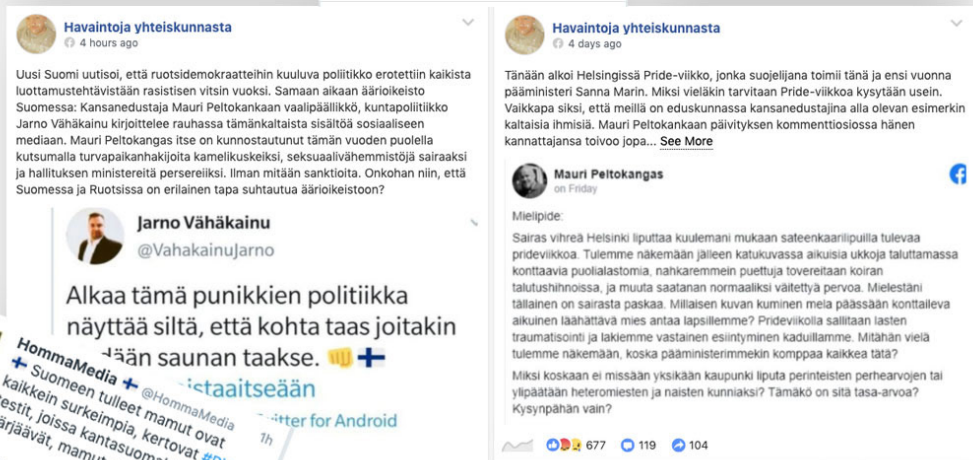 Havaintoja yhteiskunnasta
4 hours ago
Uusi Suomi uutisoi, että ruotsidemokraatteihin kuuluva poliitikko erotettiin kaikista
luottamustehtävistään rasistisen vitsin vuoksi. Samaan aikaan äärioikeisto
Suomessa: Kansanedustaja Mauri Peltokankaan vaalipäällikkö, kuntapoliitikko
Jarno Vähäkainu kirjoittelee rauhassa tämänkaltaista sisältöä sosiaaliseen
mediaan. Mauri Peltokangas itse on kunnostautunut tämän vuoden puolella
kutsumalla turvapaikanhakijoita kamelikuskeiksi, seksuaalivähemmistöjä sairaaksi
ja hallituksen ministereitä persereiiksi. Ilman mitään sanktioita. Onkohan niin, että
Suomessa ja Ruotsissa on erilainen tapa suhtautua äärioikeistoon?
Jarno Vähäkainu
@VahakainuJarno
Alkaa tämä punikkien politiikka
näyttää siltä, että kohta taas joitakin
saunan taakse. 👊🇫🇮
istaaitseään
itter for Android
HommaMedia
@HommaMedia
1h
Suomeen tulleet mamut ovat
kaikkein surkeimpia, kertovat
testit, joissa kantasuoma
ärjäävät, mamut
Havaintoja yhteiskunnasta
4 days ago
Tänään alkoi Helsingissä Pride-viikko, jonka suojelijana toimii tänä ja ensi vuonna
pääministeri Sanna Marin. Miksi vieläkin tarvitaan Pride-viikkoa kysytään usein.
Vaikkapa siksi, että meillä on eduskunnassa kansanedustajina alla olevan esimerkin
kaltaisia ihmisiä. Mauri Peltokankaan päivityksen kommenttiosiossa hänen
kannattajansa toivoo jopa... See More
Mauri Peltokangas
on Friday
Mielipide:
Sairas vihreä Helsinki liputtaa kuulemani mukaan sateenkaarilipuilla tulevaa
prideviikkoa. Tulemme näkemään jälleen katukuvassa aikuisia ukkoja taluttamassa
konttaavia puolialastomia, nahkaremmein puettuja tovereitaan koiran
talutushihnoissa, ja muuta saatanan normaaliksi väitettyä pervoa. Mielestäni
tällainen on sairasta paskaa. Millaisen kuvan kuminen mela päässään konttaileva
aikuinen läähättävä mies antaa lapsillemme? Prideviikolla sallitaan lasten
traumatisointi ja lakiemme vastainen esiintyminen kaduillamme. Mitähän vielä
tulemme näkemään, koska pääministerimmekin komppaa kaikkea tätä?
Miksi koskaan ei missään yksikään kaupunki liputa perinteisten perhearvojen tai
ylipäätään heteromiesten ja naisten kunniaksi? Tämäkö on sitä tasa-arvoa?
Kysynpähän vain?
677
119
104